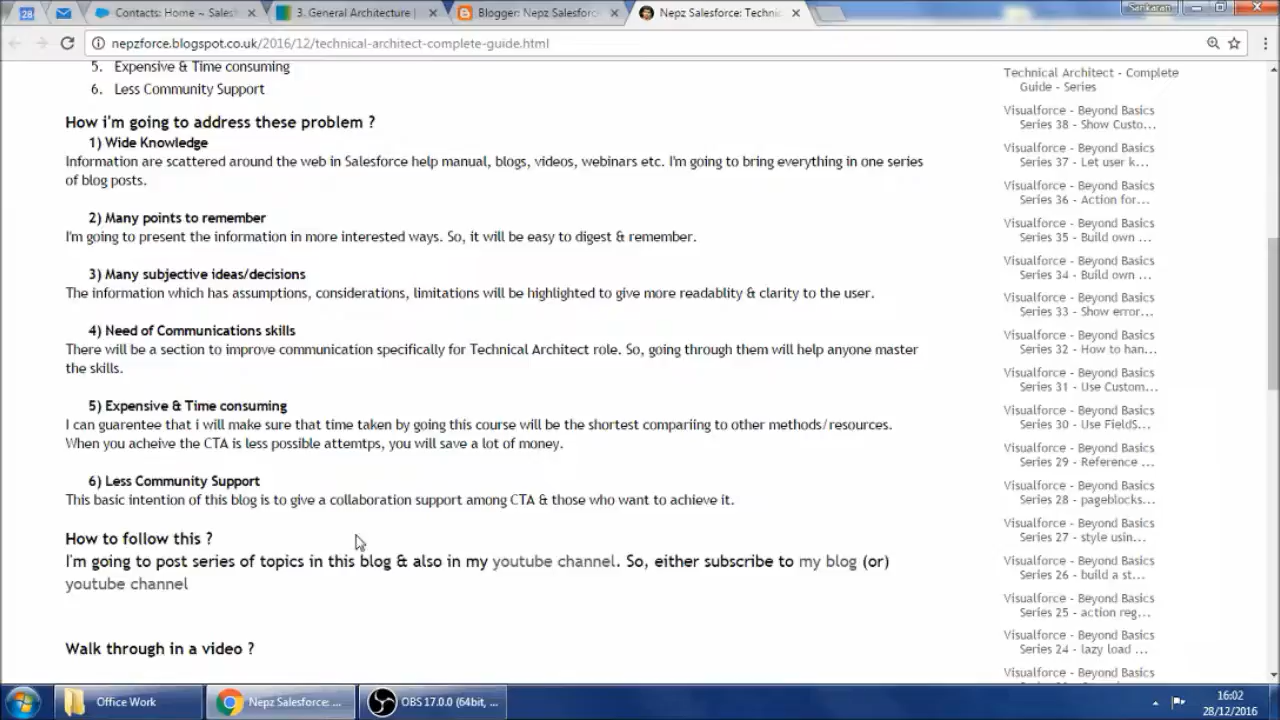 28
Contacts: Home ~ Sales
3. General Architecture |
Blogger: Nepz Salesforc
Nepz Salesforce: Techni
Sankaran
nepzforce.blogspot.co.uk/2016/12/technical-architect-complete-guide.html
5. Expensive & Time consuming
6. Less Community Support
How i'm going to address these problem ?
1) Wide Knowledge
Information are scattered around the web in Salesforce help manual, blogs, videos, webinars etc. I'm going to bring everything in one series
of blog posts.
2) Many points to remember
I'm going to present the information in more interested ways. So, it will be easy to digest & remember.
3) Many subjective ideas/decisions
The information which has assumptions, considerations, limitations will be highlighted to give more readablity & clarity to the user.
4) Need of Communications skills
There will be a section to improve communication specifically for Technical Architect role. So, going through them will help anyone master
the skills.
5) Expensive & Time consuming
I can guarentee that i will make sure that time taken by going this course will be the shortest compariing to other methods/resources.
When you acheive the CTA is less possible attemtps, you will save a lot of money.
6) Less Community Support
This basic intention of this blog is to give a collaboration support among CTA & those who want to achieve it.
How to follow this ?
I'm going to post series of topics in this blog & also in my youtube channel. So, either subscribe to my blog (or)
youtube channel
Walk through in a video ?
Technical Architect - Complete
Guide - Series
Visualforce - Beyond Basics
Series 38 - Show Custo...
Visualforce - Beyond Basics
Series 37 - Let user k...
Visualforce - Beyond Basics
Series 36 - Action for...
Visualforce - Beyond Basics
Series 35 - Build own ...
Visualforce - Beyond Basics
Series 34 - Build own ...
Visualforce - Beyond Basics
Series 33 - Show error...
Visualforce - Beyond Basics
Series 32 - How to han...
Visualforce - Beyond Basics
Series 31 - Use Custom...
Visualforce - Beyond Basics
Series 30 - Use FieldS...
Visualforce - Beyond Basics
Series 29 - Reference ...
Visualforce - Beyond Basics
Series 28 - pageblocks...
Visualforce - Beyond Basics
Series 27 - style usin...
Visualforce - Beyond Basics
Series 26 - build a st...
Visualforce - Beyond Basics
Series 25 - action reg...
Visualforce - Beyond Basics
Series 24 - lazy load ...
Visualforce - Beyond Basics
Office Work
Nepz Salesforce: ...
OBS 17.0.0 (64bit, ...
16:02
28/12/2016